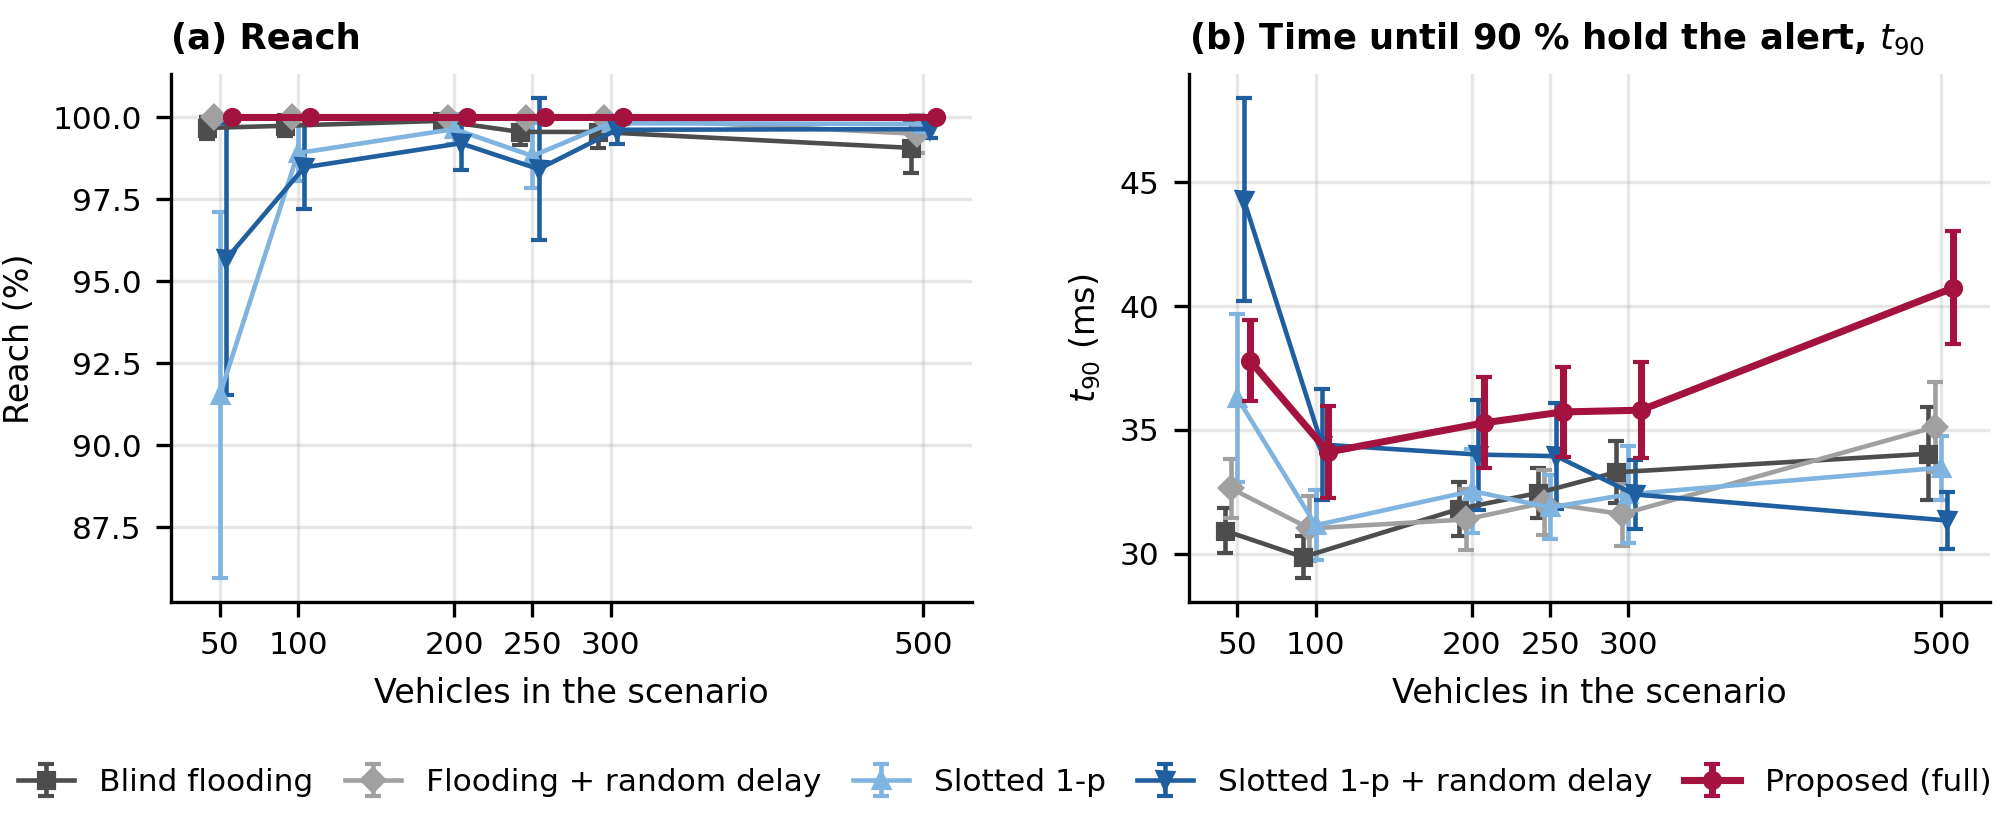 (a) Reach
100.0
97.5
95.0
92.5
90.0
87.5
Reach (%)
50 100 200 250 300 500
Vehicles in the scenario
(b) Time until 90 % hold the alert, t90
45
40
35
30
t90 (ms)
50 100 200 250 300 500
Vehicles in the scenario
Blind flooding Flooding + random delay Slotted 1-p Slotted 1-p + random delay Proposed (full)